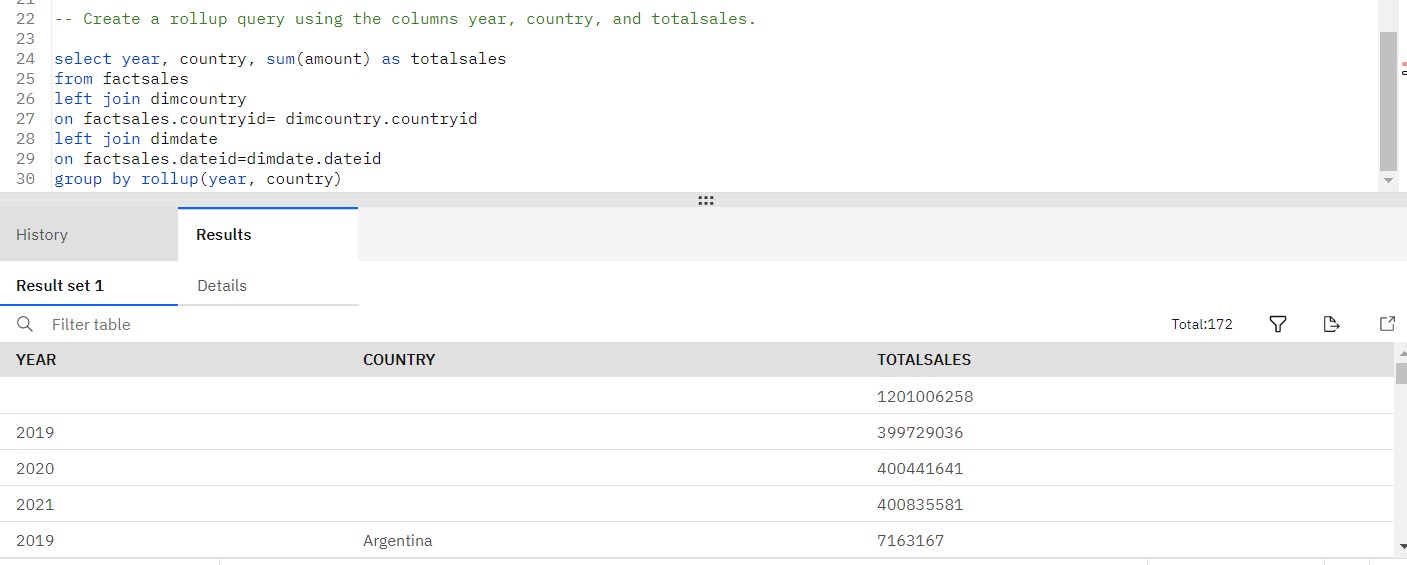 21
22 -- Create a rollup query using the columns year, country, and totalsales.
23
24 select year, country, sum(amount) as totalsales
25 from factsales
26 left join dimcountry
27 on factsales.countryid= dimcountry.countryid
28 left join dimdate
29 on factsales.dateid=dimdate.dateid
30 group by rollup(year, country)
History Results
Result set 1 Details
Filter table Total:172
YEAR COUNTRY TOTALSALES
1201006258
2019 399729036
2020 400441641
2021 400835581
2019 Argentina 7163167